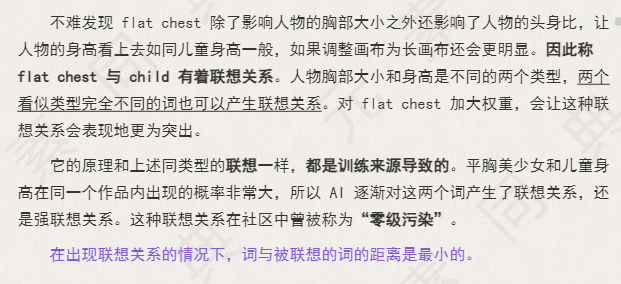 不难发现 flat chest 除了影响人物的胸部大小之外还影响了人物的头身比，让
人物的身高看上去如同儿童身高一般，如果调整画布为长画布还会更明显。因此称
flat chest 与 child 有着联想关系。人物胸部大小和身高是不同的两个类型，两个
看似类型完全不同的词也可以产生联想关系。对 flat chest 加大权重，会让这种联
想关系会表现地更为突出。
它的原理和上述同类型的联想一样，都是训练来源导致的。平胸美少女和儿童身
高在同一个作品内出现的概率非常大，所以 AI 逐渐对这两个词产生了联想关系，还
是强联想关系。这种联想关系在社区中曾被称为“零级污染”。
在出现联想关系的情况下，词与被联想的词的距离是最小的。